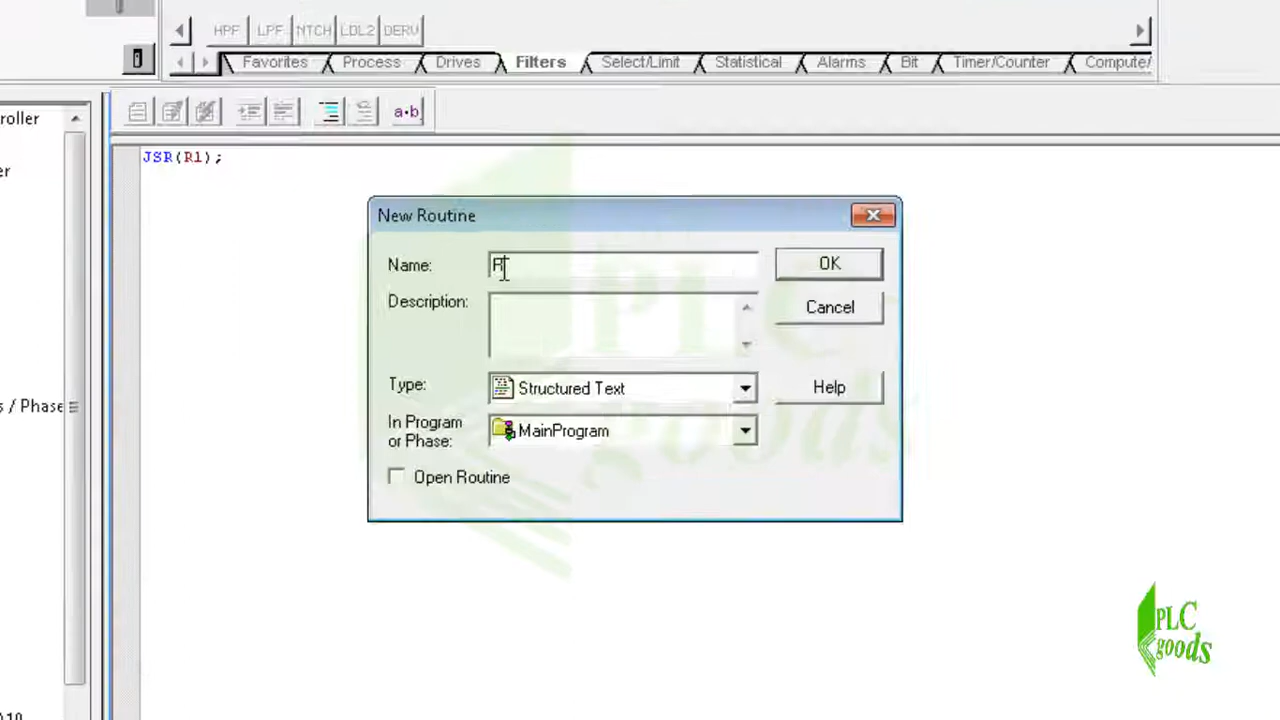 HPF LPF NTCH LDL2 DERV
Favorites Process Drives Filters Select/Limit Statistical Alarms Bit Timer/Counter Compute/
a•b
roller
er
JSR(R1);
New Routine
Name: R
OK
Description:
Cancel
Type: Structured Text
Help
s / Phase
In Program
or Phase: MainProgram
Open Routine
PLC
goods
PLC
goods